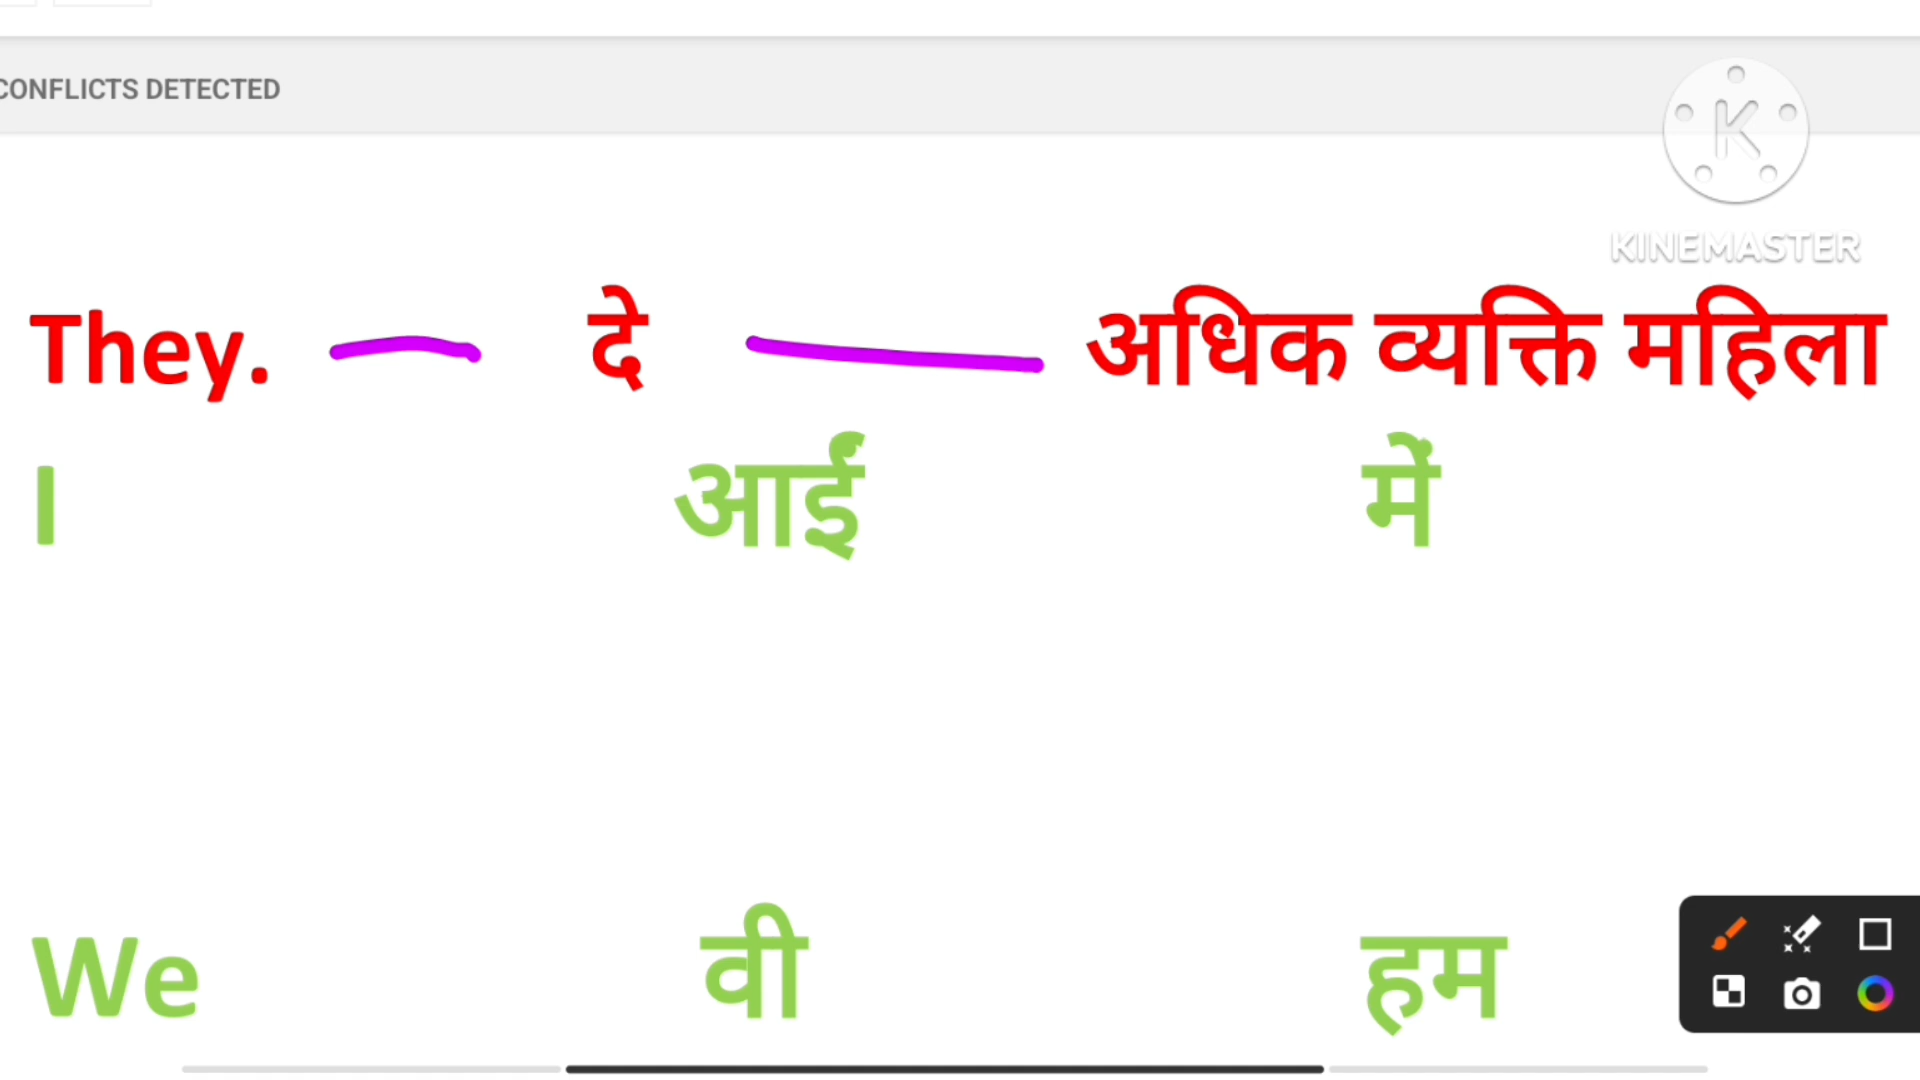 CONFLICTS DETECTED
K
KINEMASTER
They. दे अधिक व्यक्ति महिला
I आईं में
We वी हम